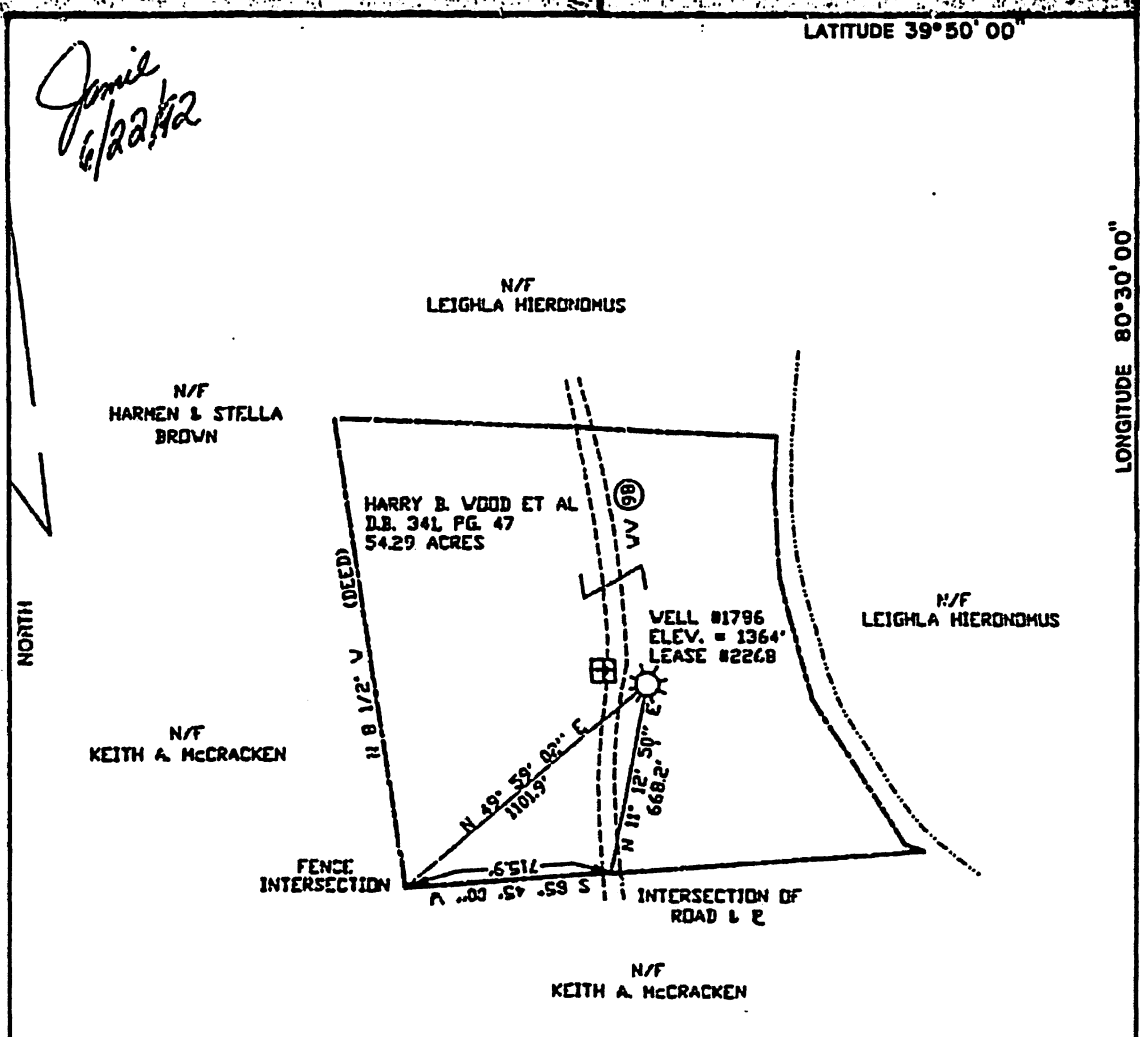 LATITUDE 39°50'00"
Jamie
6/22/92
LONGITUDE 80°30'00"
N/F
LEIGHLA HIERONOMUS
N/F
HARMEN & STELLA
BROWN
HARRY B. WOOD ET AL
D.B. 341, PG. 47
54.29 ACRES
WV 98
N 8 1/2° W (DEED)
NORTH
WELL #1796
ELEV. = 1364'
LEASE #2268
N/F
LEIGHLA HIERONOMUS
N/F
KEITH A. McCRACKEN
N 49° 59' 02" E
1101.9'
N 11° 12' 50" E
668.2'
FENCE
INTERSECTION
715.9'
S 65° 45' 00" W
INTERSECTION OF
ROAD & P
N/F
KEITH A. McCRACKEN